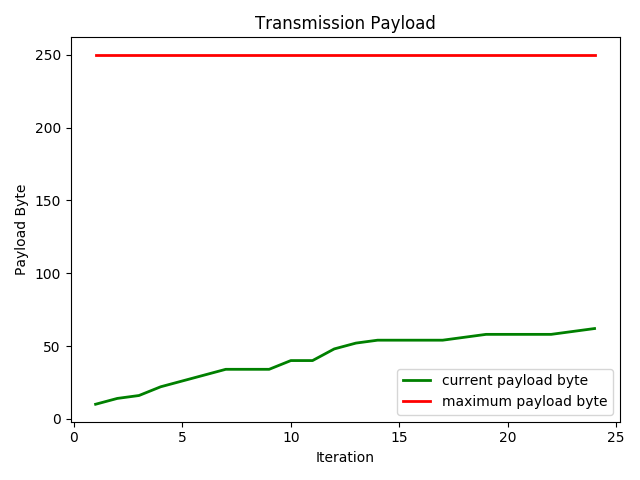 Transmission Payload
250
200
150
100
50
0
Payload Byte
0 5 10 15 20 25
Iteration
current payload byte
maximum payload byte